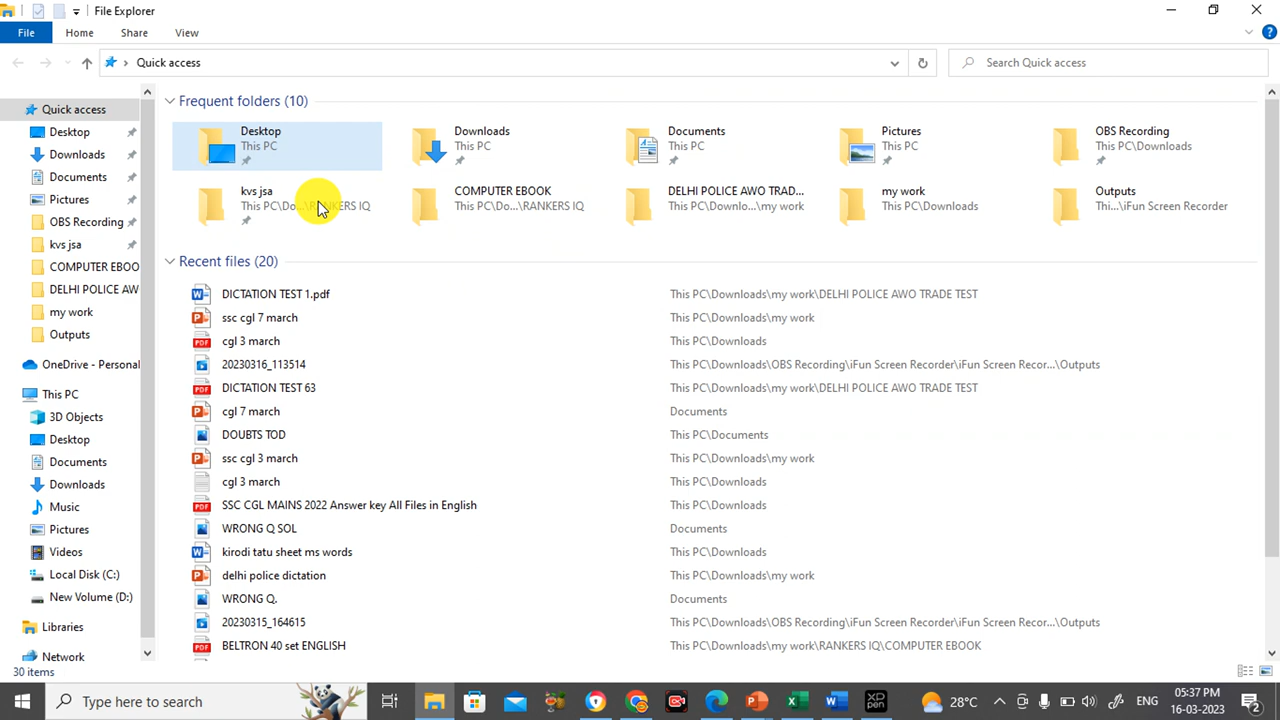 File Explorer
File Home Share View
Quick access
Search Quick access
Quick access
Desktop
Downloads
Documents
Pictures
OBS Recording
kvs jsa
COMPUTER EBOO
DELHI POLICE AW
my work
Outputs
OneDrive - Personal
This PC
3D Objects
Desktop
Documents
Downloads
Music
Pictures
Videos
Local Disk (C:)
New Volume (D:)
Libraries
Network
Frequent folders (10)
Desktop
This PC
Downloads
This PC
Documents
This PC
Pictures
This PC
OBS Recording
This PC\Downloads
kvs jsa
This PC\Do...\RANKERS IQ
COMPUTER EBOOK
This PC\Do...\RANKERS IQ
DELHI POLICE AWO TRAD...
This PC\Downlo...\my work
my work
This PC\Downloads
Outputs
Thi...\iFun Screen Recorder
Recent files (20)
DICTATION TEST 1.pdf This PC\Downloads\my work\DELHI POLICE AWO TRADE TEST
ssc cgl 7 march This PC\Downloads\my work
cgl 3 march This PC\Downloads
20230316_113514 This PC\Downloads\OBS Recording\iFun Screen Recorder\iFun Screen Recor...\Outputs
DICTATION TEST 63 This PC\Downloads\my work\DELHI POLICE AWO TRADE TEST
cgl 7 march Documents
DOUBTS TOD This PC\Documents
ssc cgl 3 march This PC\Downloads\my work
cgl 3 march This PC\Downloads
SSC CGL MAINS 2022 Answer key All Files in English This PC\Downloads
WRONG Q SOL Documents
kirodi tatu sheet ms words This PC\Downloads
delhi police dictation This PC\Downloads\my work
WRONG Q, Documents
20230315_164615 This PC\Downloads\OBS Recording\iFun Screen Recorder\iFun Screen Recor...\Outputs
BELTRON 40 set ENGLISH This PC\Downloads\my work\RANKERS IQ\COMPUTER EBOOK
30 items
Type here to search
28°C
ENG
05:37 PM
16-03-2023
2